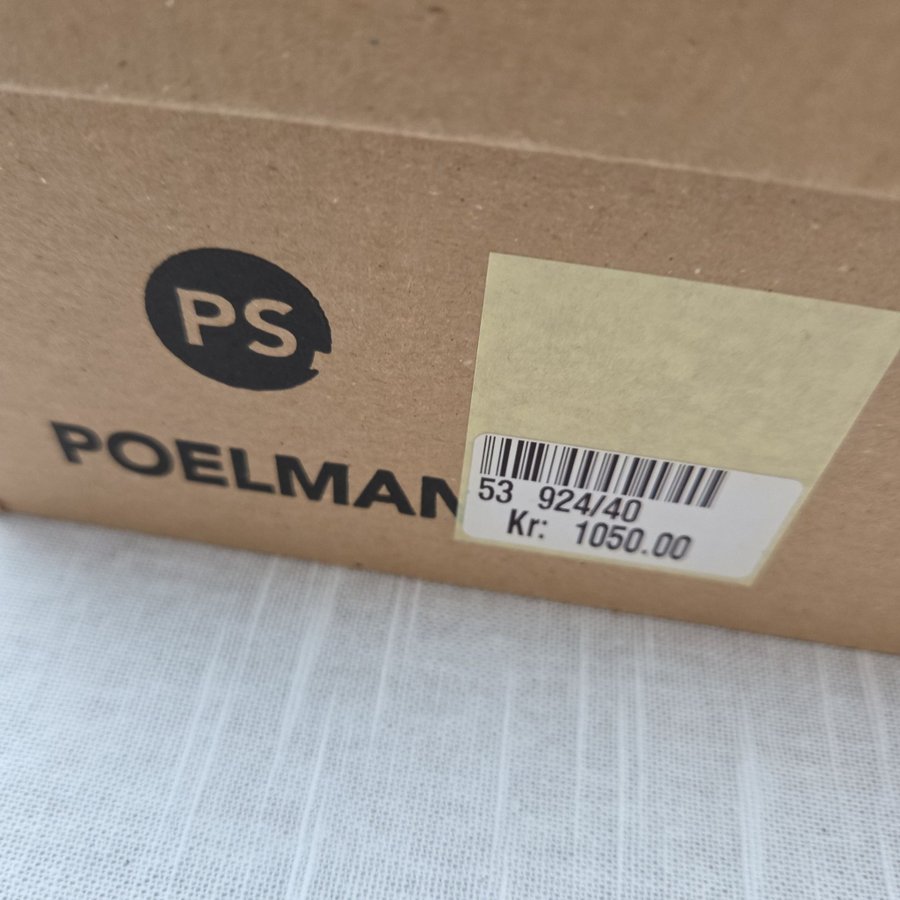 PS
POELMAN
53 924/40
Kr: 1050.00